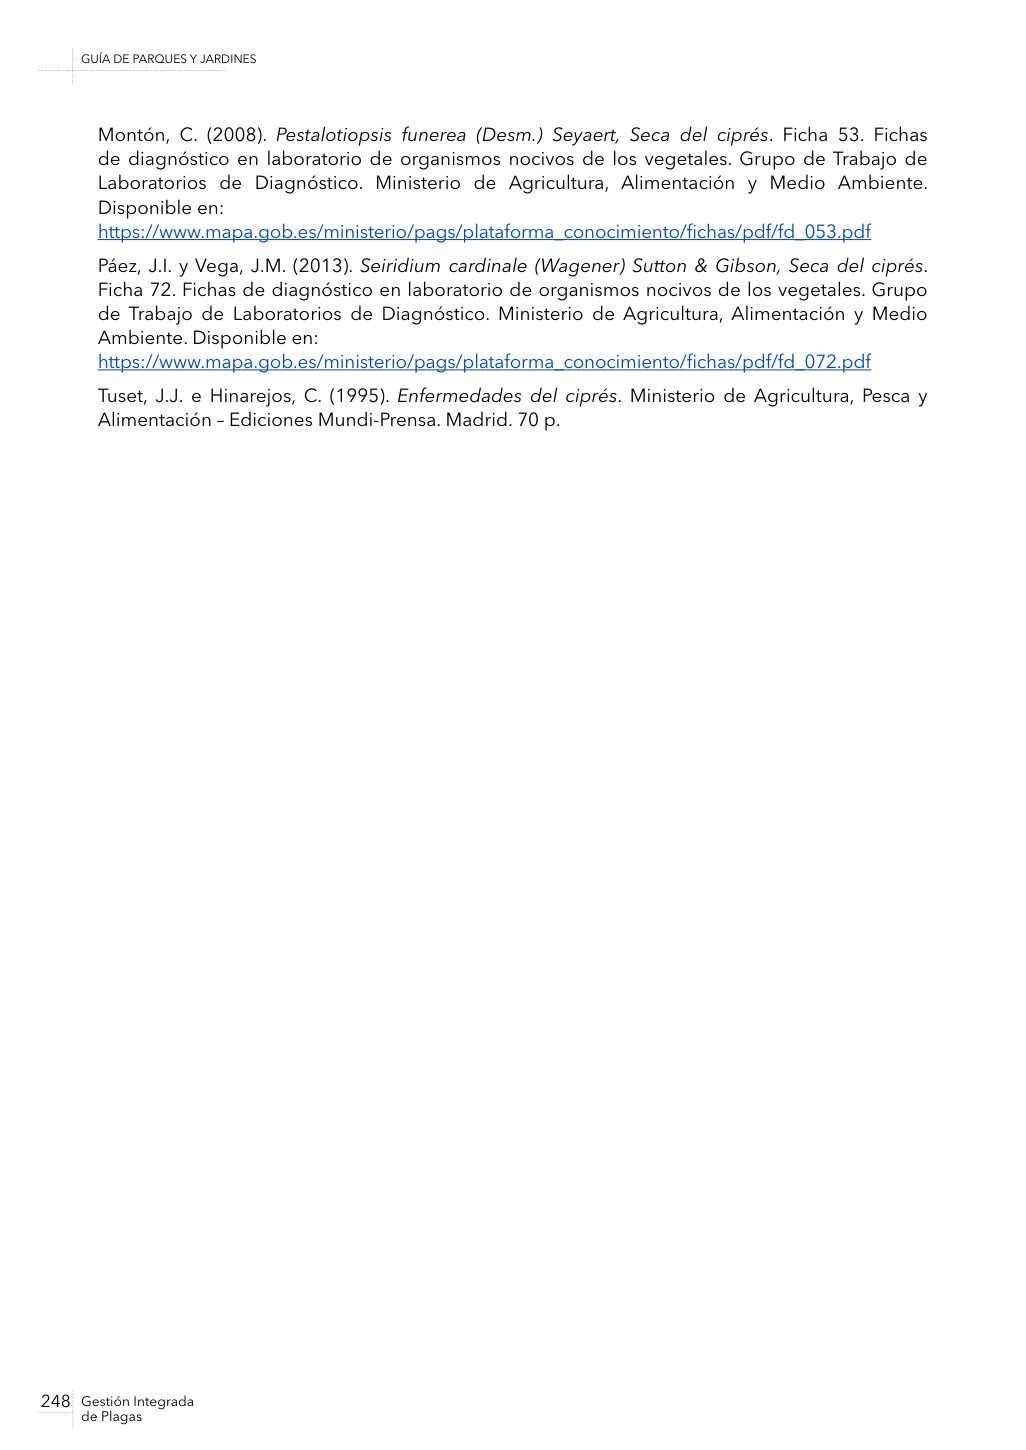 GUÍA DE PARQUES Y JARDINES
Montón, C. (2008). Pestalotiopsis funerea (Desm.) Seyaert, Seca del ciprés. Ficha 53. Fichas
de diagnóstico en laboratorio de organismos nocivos de los vegetales. Grupo de Trabajo de
Laboratorios de Diagnóstico. Ministerio de Agricultura, Alimentación y Medio Ambiente.
Disponible en:
https://www.mapa.gob.es/ministerio/pags/plataforma_conocimiento/fichas/pdf/fd_053.pdf
Páez, J.I. y Vega, J.M. (2013). Seiridium cardinale (Wagener) Sutton & Gibson, Seca del ciprés.
Ficha 72. Fichas de diagnóstico en laboratorio de organismos nocivos de los vegetales. Grupo
de Trabajo de Laboratorios de Diagnóstico. Ministerio de Agricultura, Alimentación y Medio
Ambiente. Disponible en:
https://www.mapa.gob.es/ministerio/pags/plataforma_conocimiento/fichas/pdf/fd_072.pdf
Tuset, J.J. e Hinarejos, C. (1995). Enfermedades del ciprés. Ministerio de Agricultura, Pesca y
Alimentación – Ediciones Mundi-Prensa. Madrid. 70 p.
248 Gestión Integrada
de Plagas